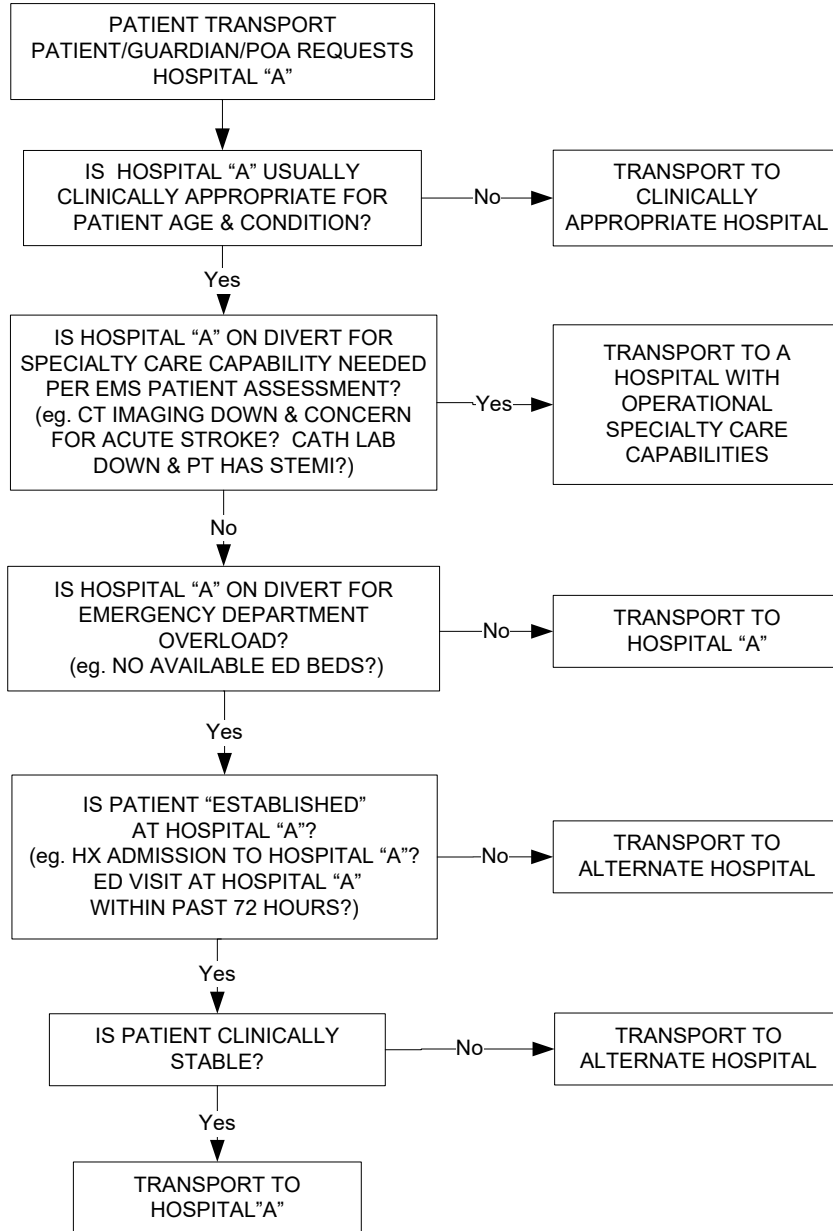 PATIENT TRANSPORT
PATIENT/GUARDIAN/POA REQUESTS
HOSPITAL “A”
IS  HOSPITAL “A” USUALLY
CLINICALLY APPROPRIATE FOR
PATIENT AGE & CONDITION?
No
TRANSPORT TO
CLINICALLY
APPROPRIATE HOSPITAL
Yes
IS HOSPITAL “A” ON DIVERT FOR
SPECIALTY CARE CAPABILITY NEEDED
PER EMS PATIENT ASSESSMENT?
(eg. CT IMAGING DOWN & CONCERN
FOR ACUTE STROKE?  CATH LAB
DOWN & PT HAS STEMI?)
Yes
TRANSPORT TO A
HOSPITAL WITH
OPERATIONAL
SPECIALTY CARE
CAPABILITIES
No
IS HOSPITAL “A” ON DIVERT FOR
EMERGENCY DEPARTMENT
OVERLOAD?
(eg. NO AVAILABLE ED BEDS?)
No
TRANSPORT TO
HOSPITAL “A”
Yes
IS PATIENT “ESTABLISHED”
AT HOSPITAL “A”?
(eg. HX ADMISSION TO HOSPITAL “A”?
ED VISIT AT HOSPITAL “A”
WITHIN PAST 72 HOURS?)
No
TRANSPORT TO
ALTERNATE HOSPITAL
Yes
IS PATIENT CLINICALLY
STABLE?
No
TRANSPORT TO
ALTERNATE HOSPITAL
Yes
TRANSPORT TO
HOSPITAL”A”